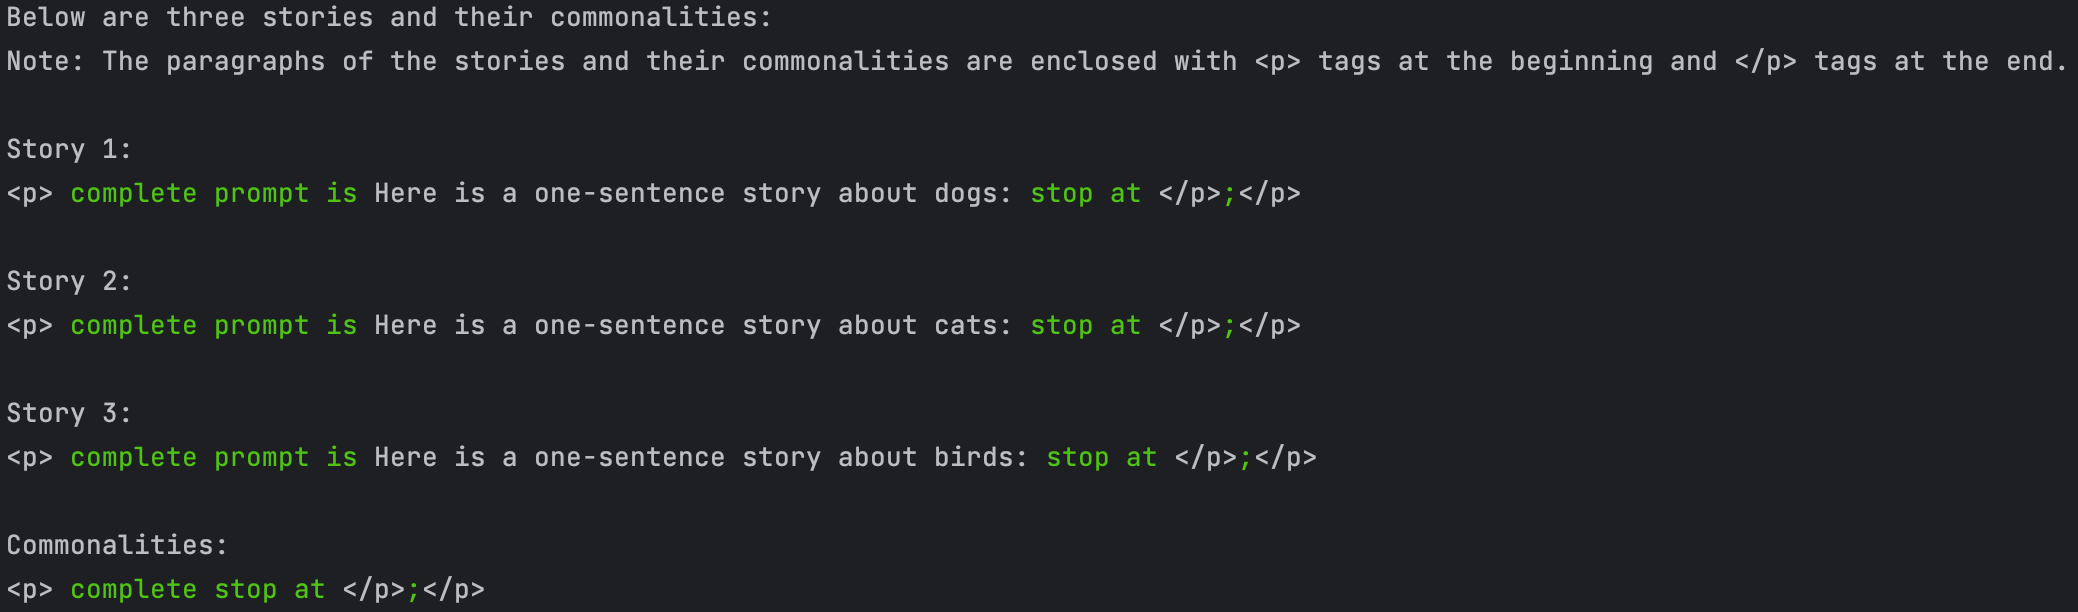 Below are three stories and their commonalities:
Note: The paragraphs of the stories and their commonalities are enclosed with <p> tags at the beginning and </p> tags at the end.
Story 1:
<p> complete prompt is Here is a one-sentence story about dogs: stop at </p>;</p>
Story 2:
<p> complete prompt is Here is a one-sentence story about cats: stop at </p>;</p>
Story 3:
<p> complete prompt is Here is a one-sentence story about birds: stop at </p>;</p>
Commonalities:
<p> complete stop at </p>;</p>